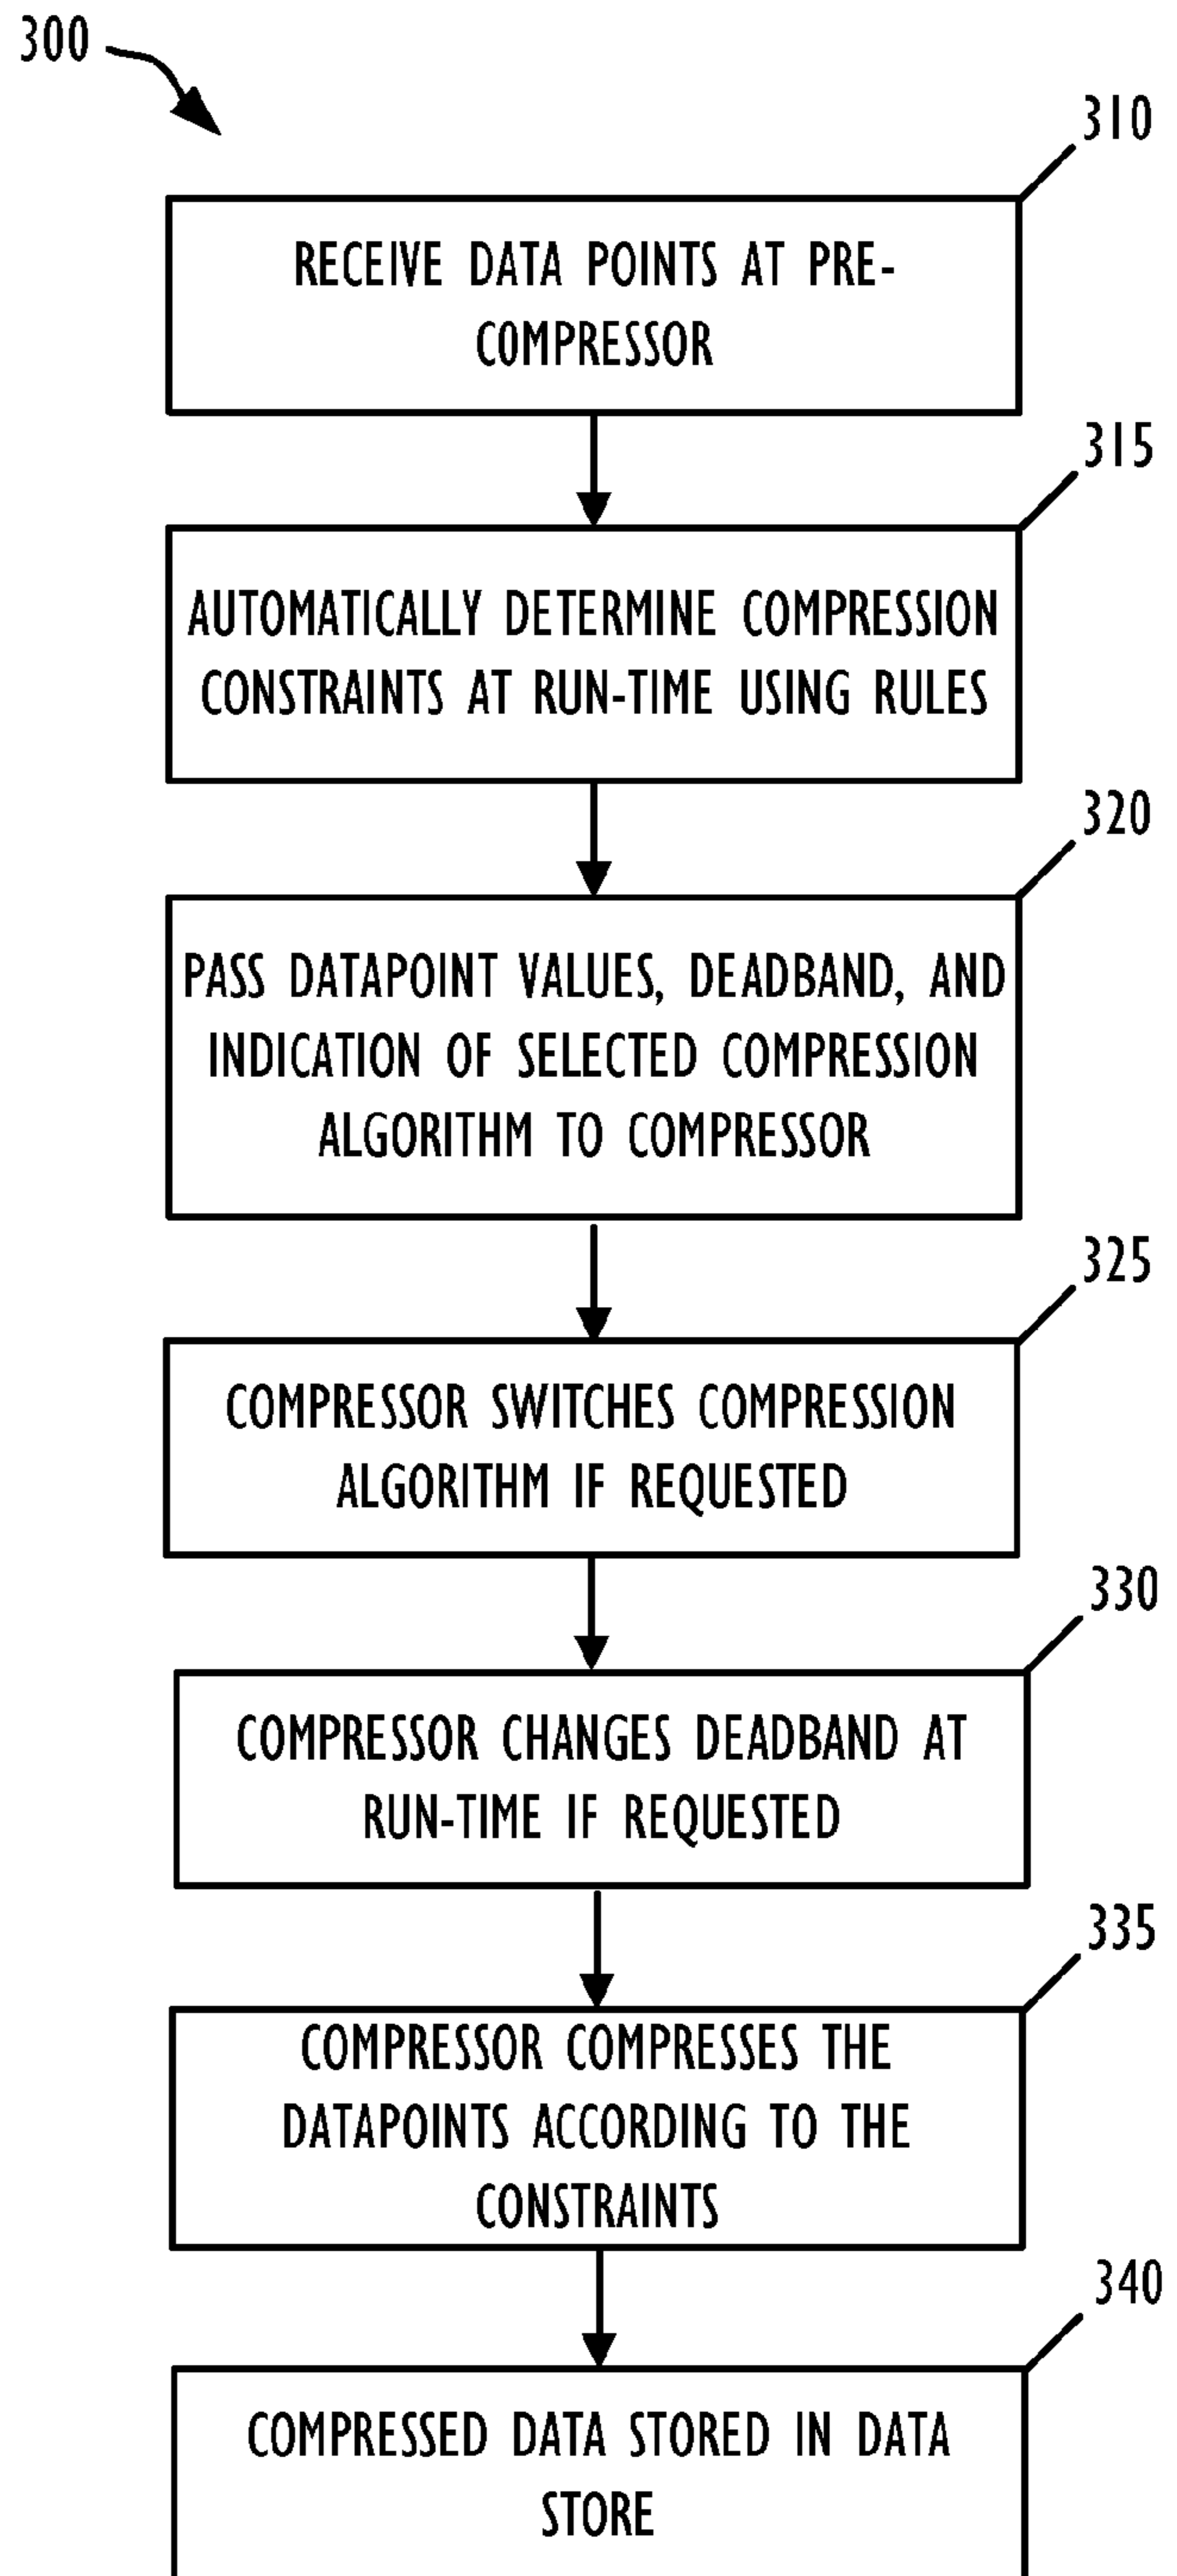 300
310
RECEIVE DATA POINTS AT PRE-
COMPRESSOR
315
AUTOMATICALLY DETERMINE COMPRESSION
CONSTRAINTS AT RUN-TIME USING RULES
320
PASS DATAPOINT VALUES, DEADBAND, AND
INDICATION OF SELECTED COMPRESSION
ALGORITHM TO COMPRESSOR
325
COMPRESSOR SWITCHES COMPRESSION
ALGORITHM IF REQUESTED
330
COMPRESSOR CHANGES DEADBAND AT
RUN-TIME IF REQUESTED
335
COMPRESSOR COMPRESSES THE
DATAPOINTS ACCORDING TO THE
CONSTRAINTS
340
COMPRESSED DATA STORED IN DATA
STORE